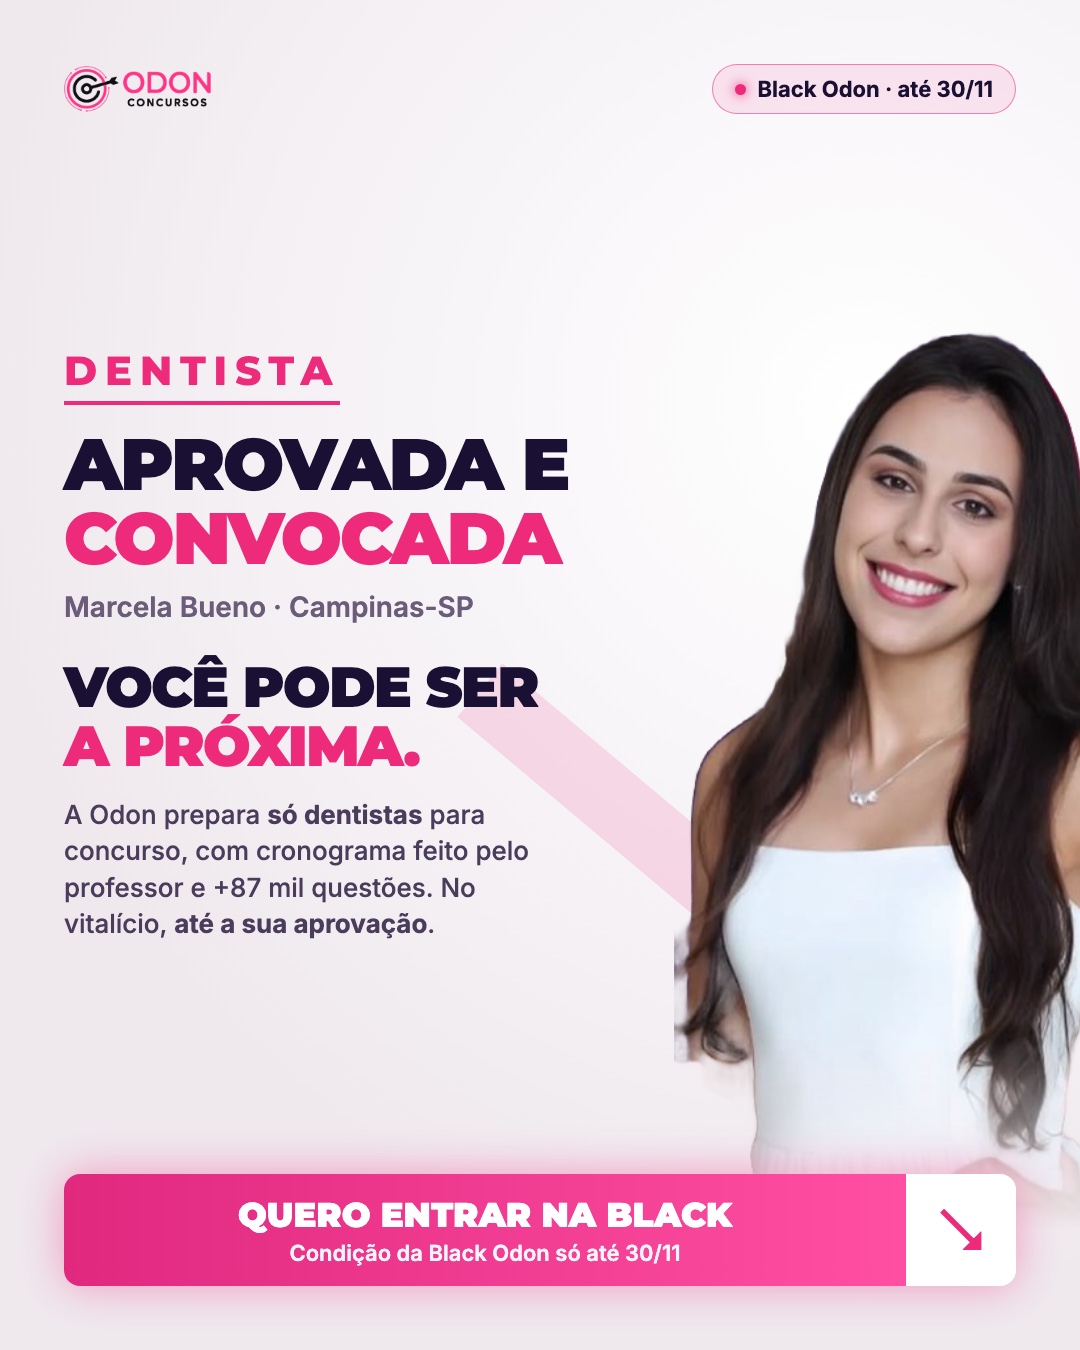 ODON
CONCURSOS
Black Odon · até 30/11
DENTISTA
APROVADA E
CONVOCADA
Marcela Bueno · Campinas-SP
VOCÊ PODE SER
A PRÓXIMA.
A Odon prepara só dentistas para
concurso, com cronograma feito pelo
professor e +87 mil questões. No
vitalício, até a sua aprovação.
QUERO ENTRAR NA BLACK
Condição da Black Odon só até 30/11